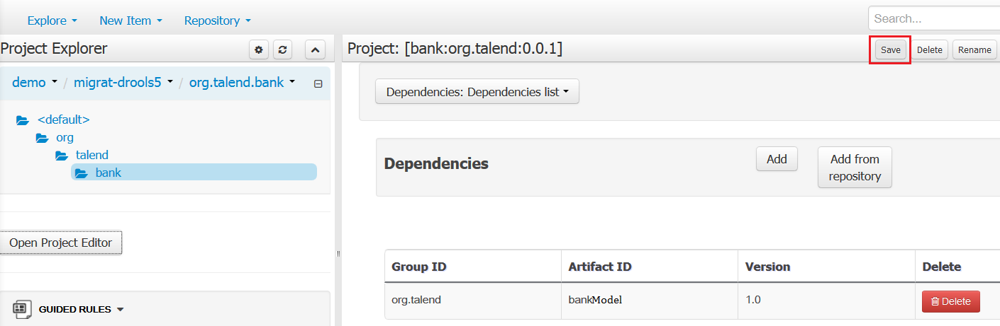 Explore New Item Repository Search...
Project Explorer
Project: [bank:org.talend:0.0.1] Save Delete Rename
demo / migrat-drools5 / org.talend.bank
Dependencies: Dependencies list
<default>
org
talend
bank
Dependencies Add Add from
repository
Open Project Editor
Group ID Artifact ID Version Delete
org.talend bankModel 1.0 Delete
GUIDED RULES